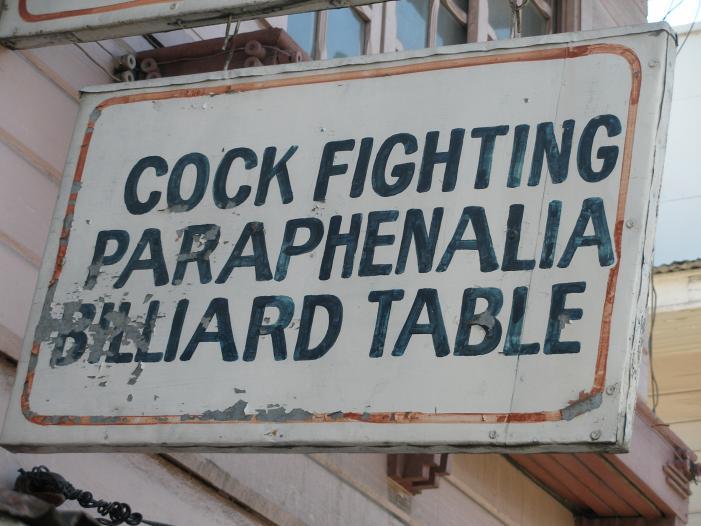 COCK FIGHTING
PARAPHENALIA
BILLIARD TABLE